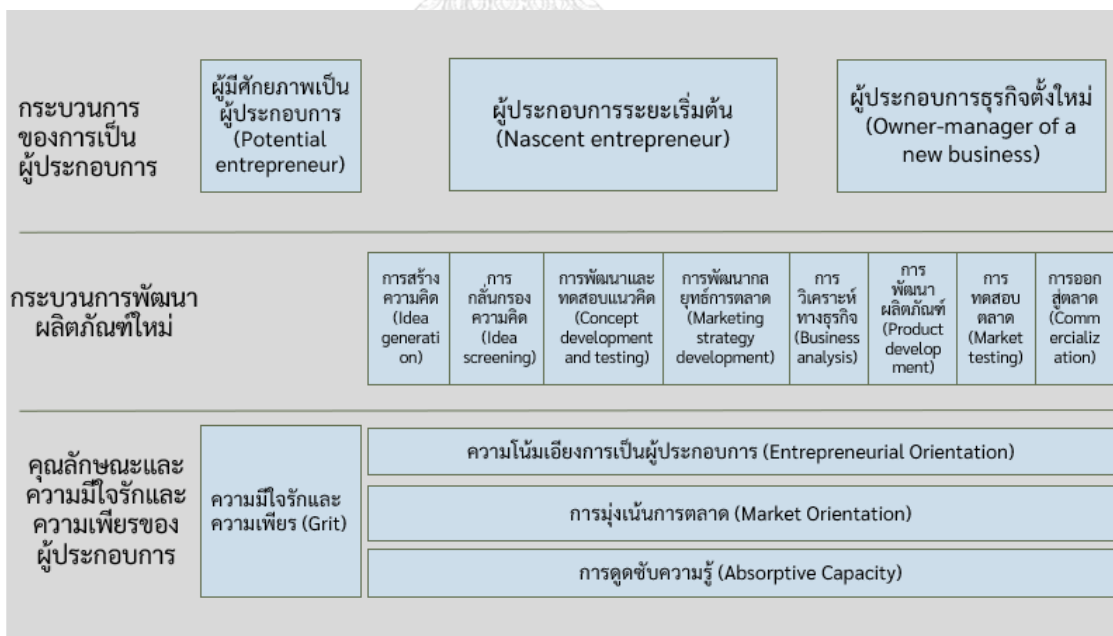 กระบวนการ
ของการเป็น
ผู้ประกอบการ
ผู้มีศักยภาพเป็น
ผู้ประกอบการ
(Potential
entrepreneur)
ผู้ประกอบการระยะเริ่มต้น
(Nascent entrepreneur)
ผู้ประกอบการธุรกิจตั้งใหม่
(Owner-manager of a
new business)
กระบวนการพัฒนา
ผลิตภัณฑ์ใหม่
การสร้าง
ความคิด
(Idea
generati
on)
การ
กลั่นกรอง
ความคิด
(Idea
screening)
การพัฒนาและ
ทดสอบแนวคิด
(Concept
development
and testing)
การพัฒนากล
ยุทธ์การตลาด
(Marketing
strategy
development)
การ
วิเคราะห์
ทางธุรกิจ
(Business
analysis)
การ
พัฒนา
ผลิตภัณฑ์
(Product
develop
ment)
การ
ทดสอบ
ตลาด
(Market
testing)
การออก
สู่ตลาด
(Comm
ercializ
ation)
คุณลักษณะและ
ความมีใจรักและ
ความเพียรของ
ผู้ประกอบการ
ความมีใจรักและ
ความเพียร (Grit)
ความโน้มเอียงการเป็นผู้ประกอบการ (Entrepreneurial Orientation)
การมุ่งเน้นการตลาด (Market Orientation)
การดูดซับความรู้ (Absorptive Capacity)